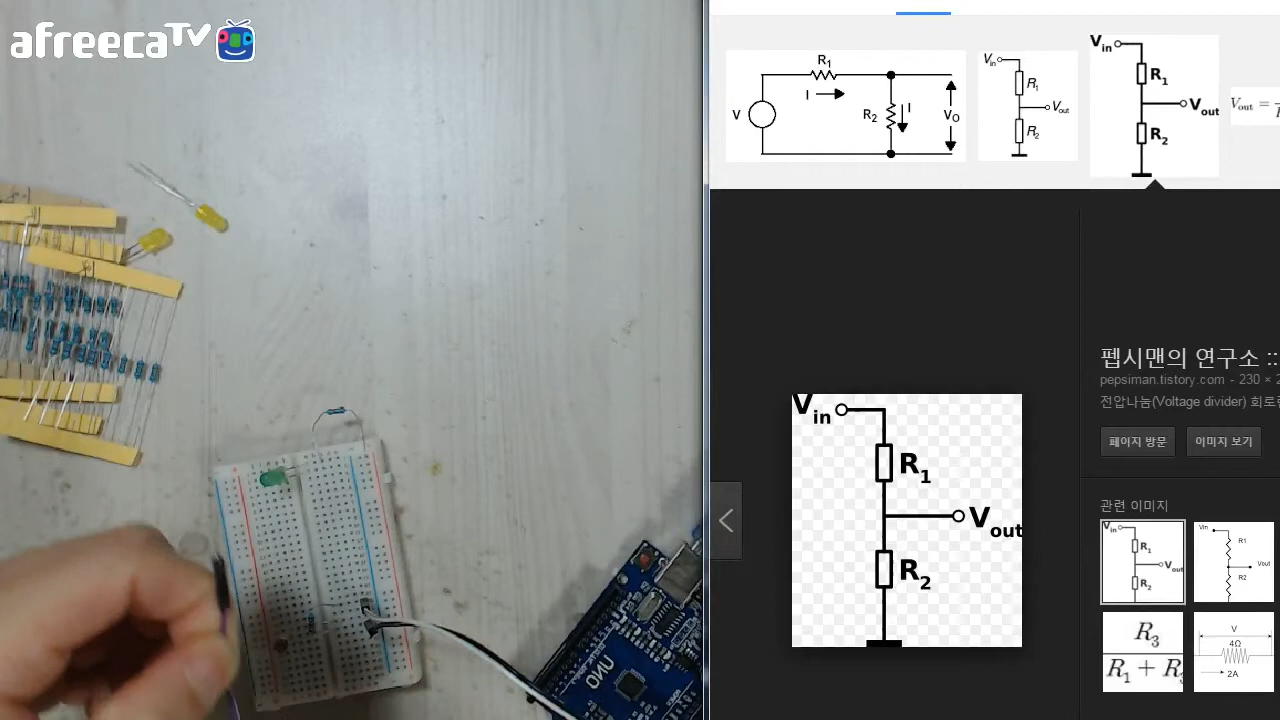 afreecaTV
R1
I
V
R2
I
VO
Vin
R1
Vout
R2
Vin
R1
Vout
R2
Vout =
Vin
R1
Vout
R2
펩시맨의 연구소 ::
pepsiman.tistory.com - 230 ×
전압나눔(Voltage divider)
페이지 방문
이미지 보기
관련 이미지
Vin
R1
Vout
R2
Vin
R1
Vout
R2
R3
R1 + R3
V
4Ω
2A
UNO